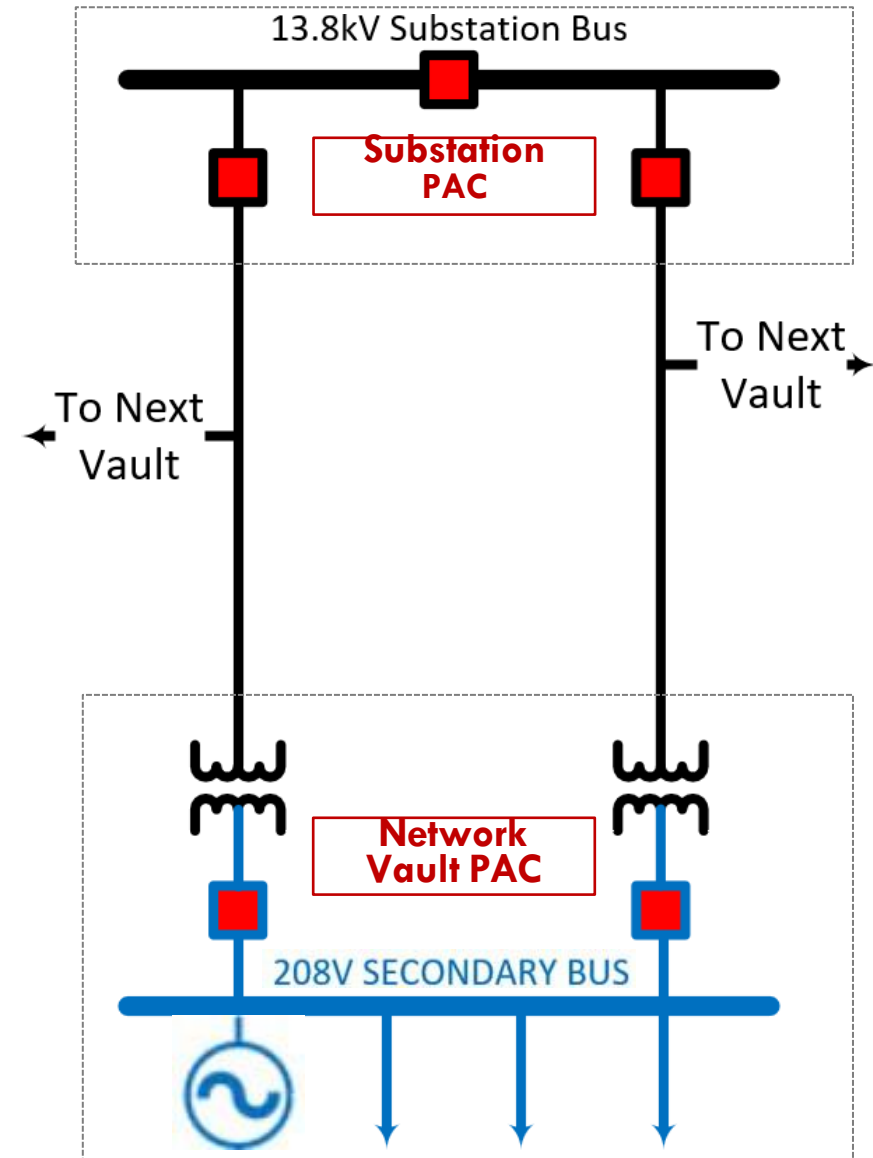 13.8kV Substation Bus
Substation
PAC
To Next
Vault
To Next
Vault
Network
Vault PAC
208V SECONDARY BUS